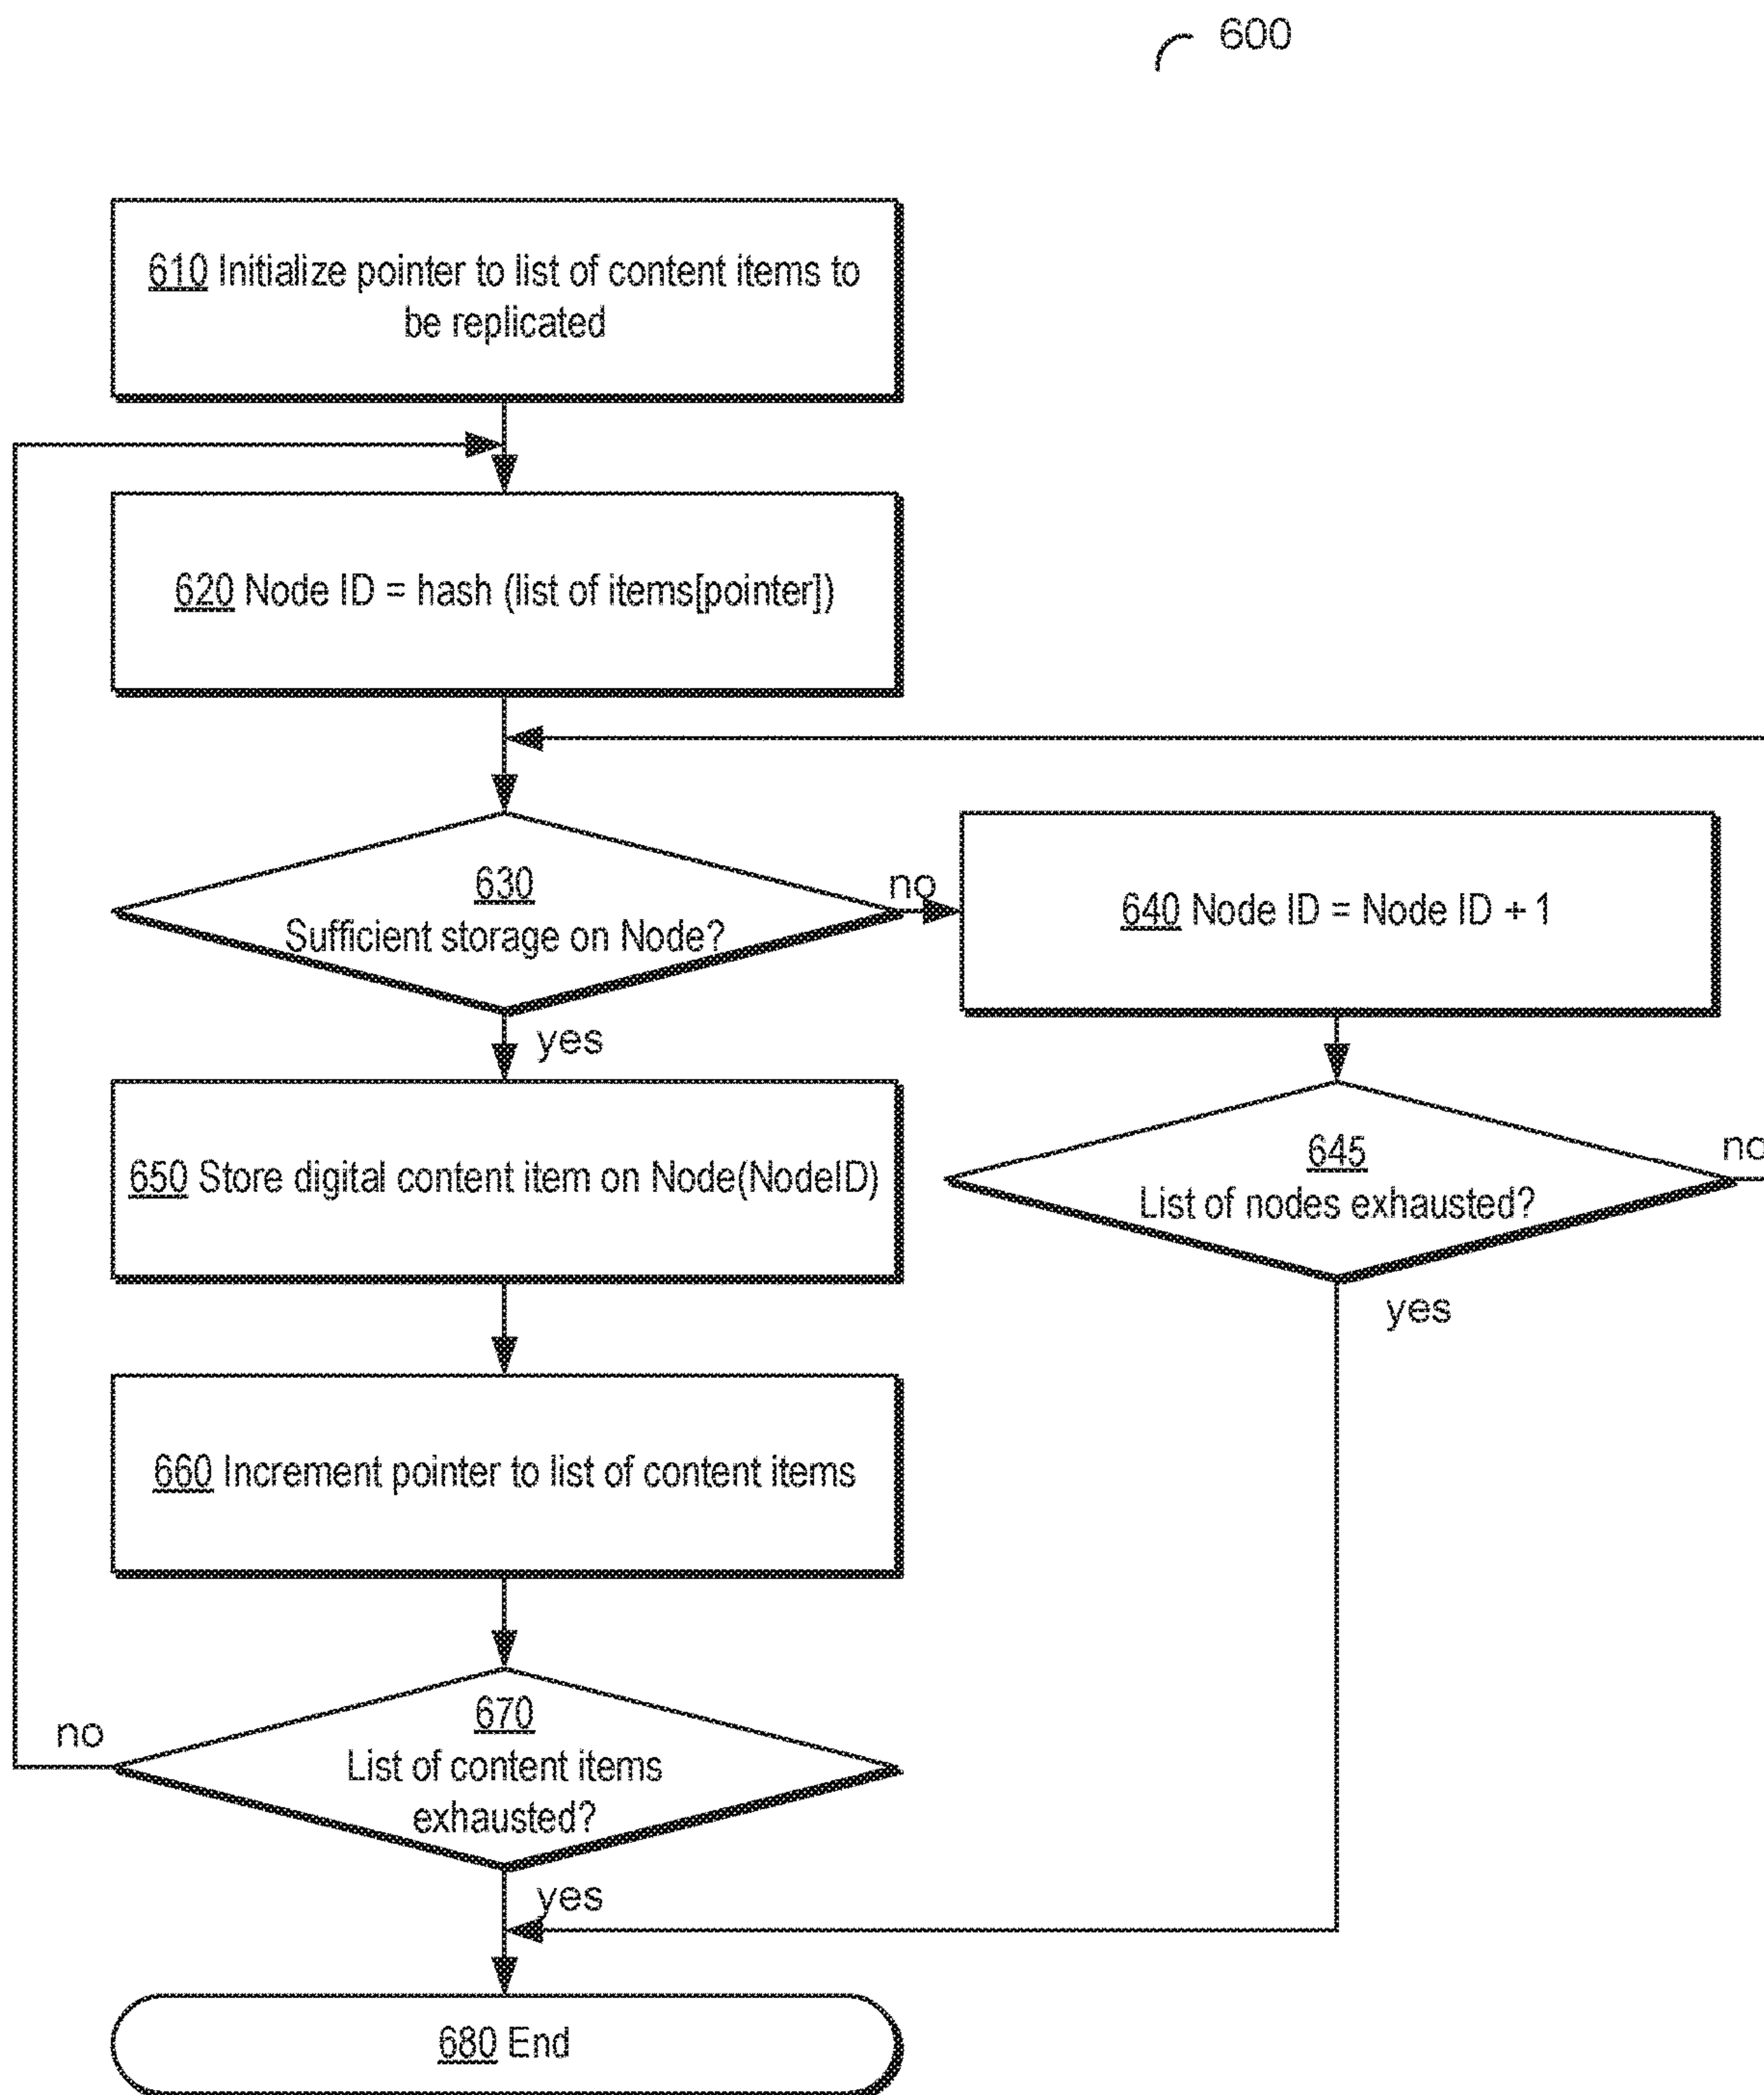 600
610 Initialize pointer to list of content items to
be replicated
620 Node ID = hash (list of items[pointer])
630
Sufficient storage on Node?
no
640 Node ID = Node ID + 1
yes
650 Store digital content item on Node(NodeID)
645
List of nodes exhausted?
no
yes
660 Increment pointer to list of content items
670
List of content items
exhausted?
no
yes
680 End